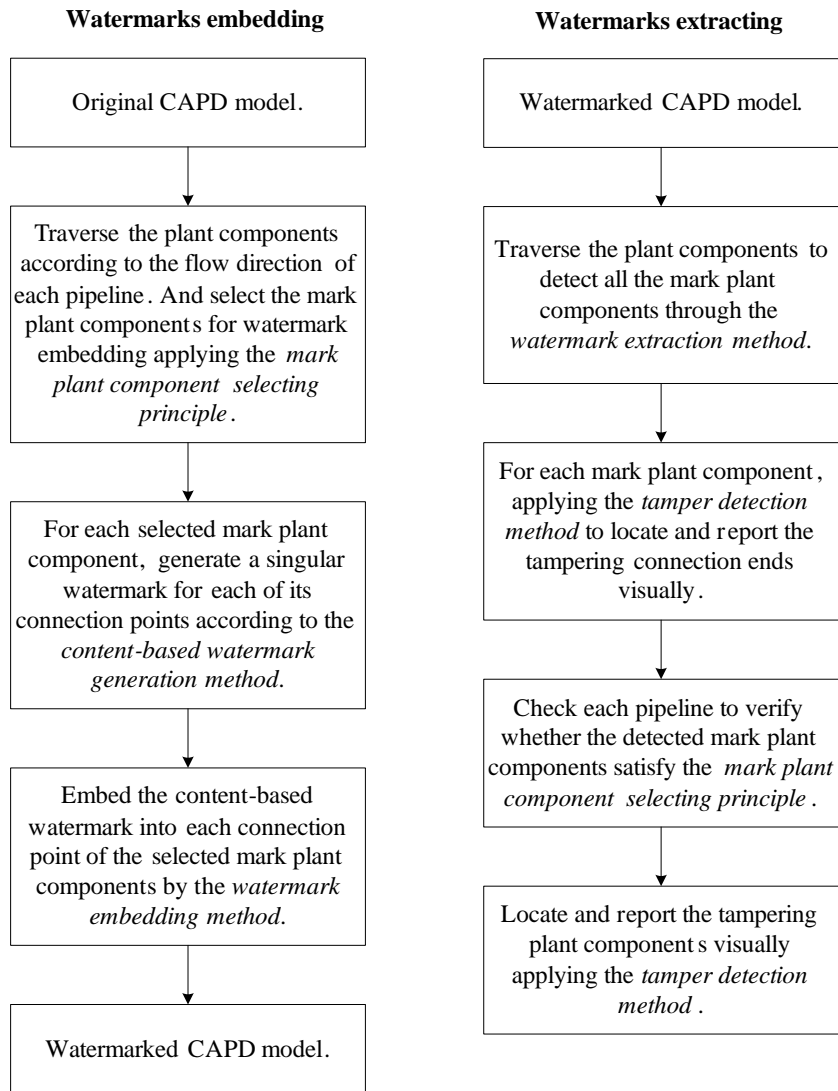 Watermarks embedding
Original CAPD model.
Traverse the plant components
according to the flow direction of
each pipeline. And select the mark
plant components for watermark
embedding applying the mark
plant component selecting
principle.
For each selected mark plant
component, generate a singular
watermark for each of its
connection points according to the
content-based watermark
generation method.
Embed the content-based
watermark into each connection
point of the selected mark plant
components by the watermark
embedding method.
Watermarked CAPD model.
Watermarks extracting
Watermarked CAPD model.
Traverse the plant components to
detect all the mark plant
components through the
watermark extraction method.
For each mark plant component,
applying the tamper detection
method to locate and report the
tampering connection ends
visually.
Check each pipeline to verify
whether the detected mark plant
components satisfy the mark plant
component selecting principle.
Locate and report the tampering
plant components visually
applying the tamper detection
method.